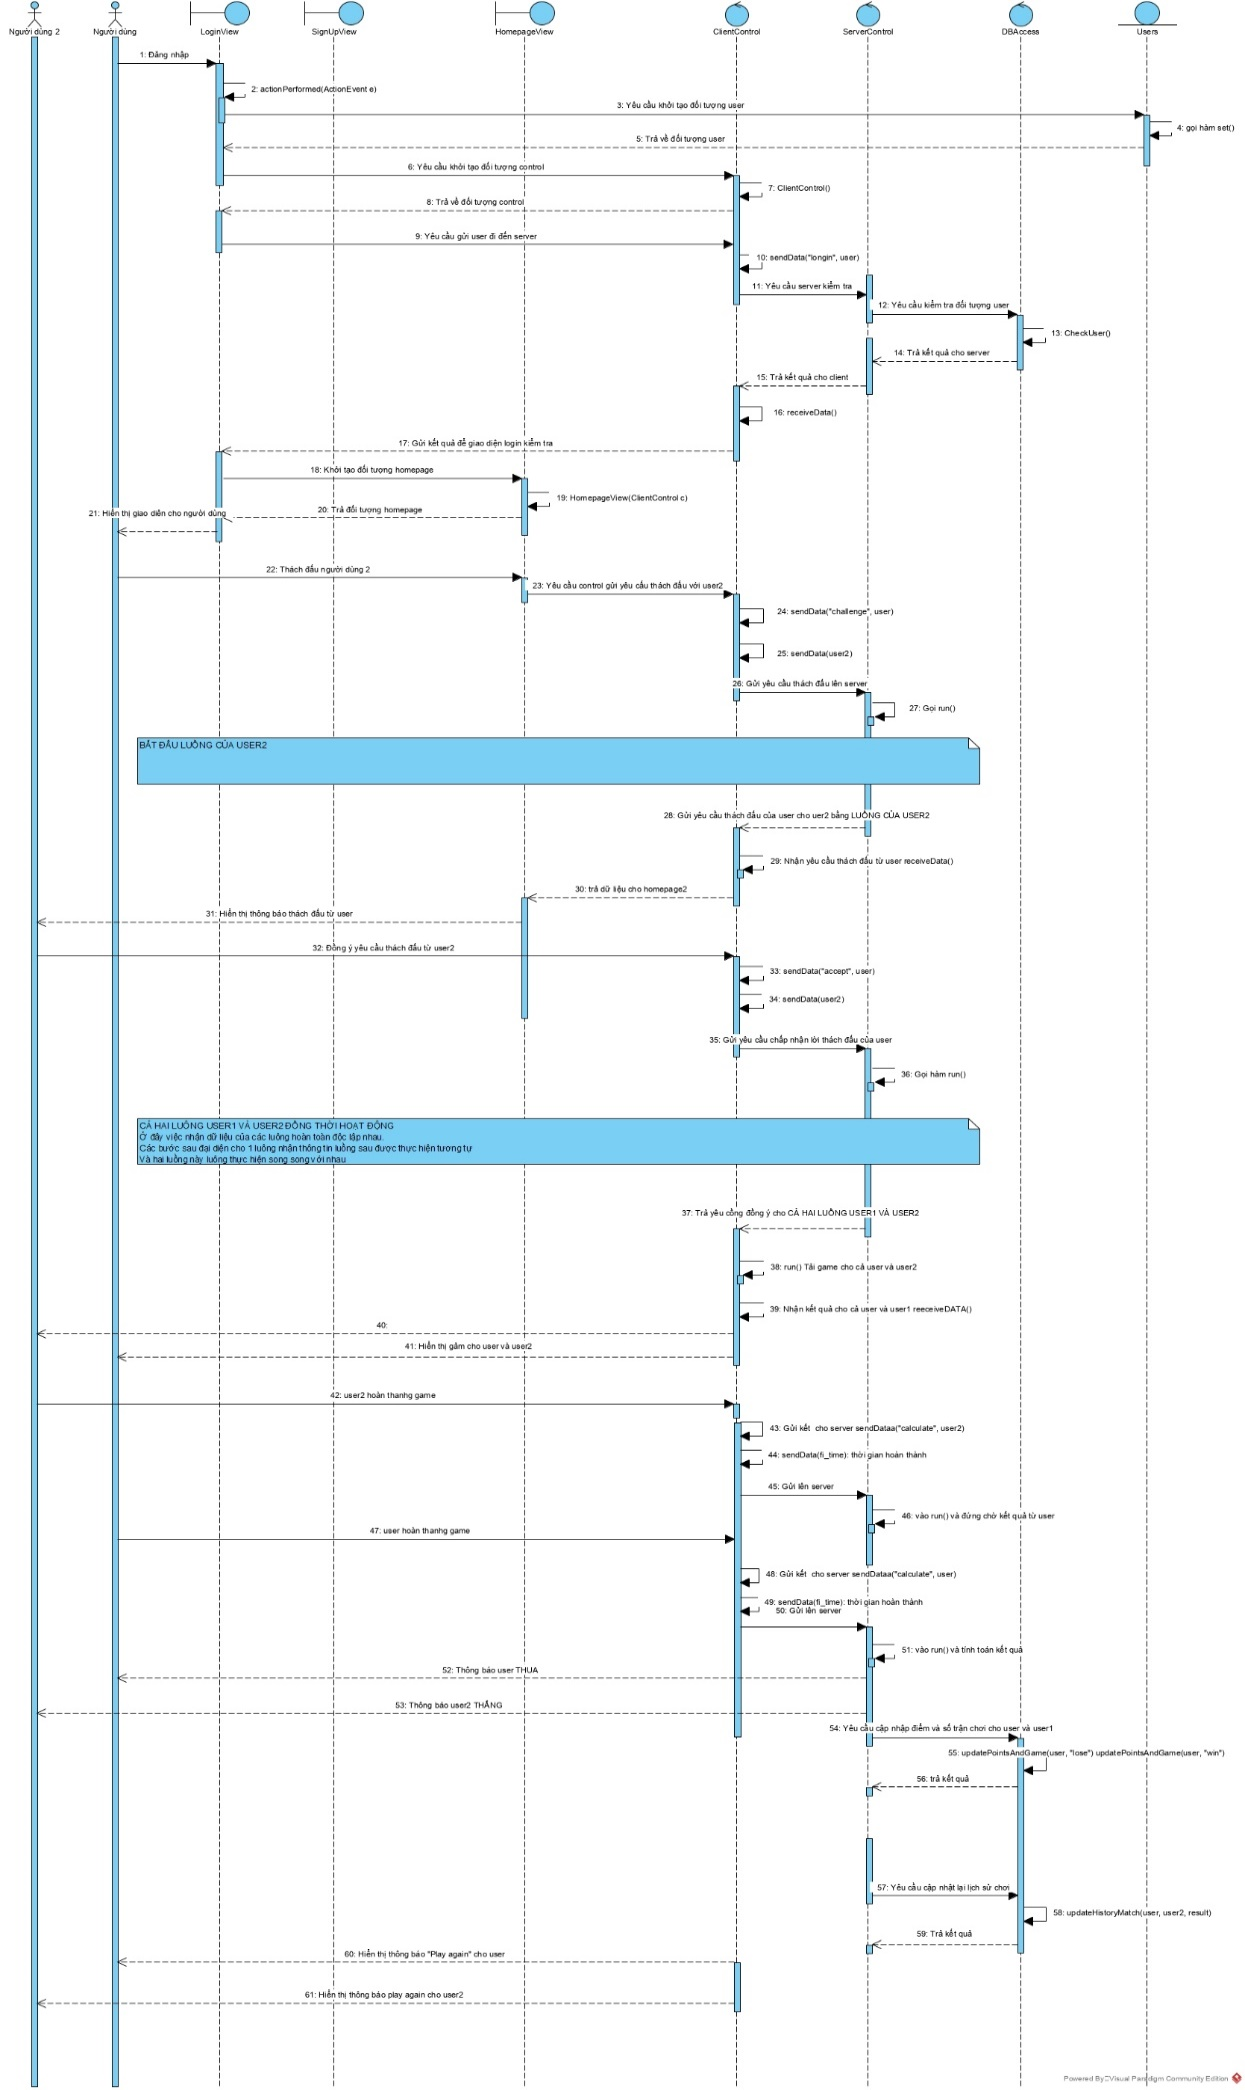 Người dùng 2
Người dùng
LoginView
SignUpView
HomepageView
ClientControl
ServerControl
DBAccess
Users
1: Đăng nhập
2: actionPerformed(ActionEvent e)
3: Yêu cầu khởi tạo đối tượng user
4: gọi hàm set()
5: Trả về đối tượng user
6: Yêu cầu khởi tạo đối tượng control
7: ClientControl()
8: Trả về đối tượng control
9: Yêu cầu gửi user đi đến server
10: sendData("longin", user)
11: Yêu cầu server kiểm tra
12: Yêu cầu kiểm tra đối tượng user
13: CheckUser()
14: Trả kết quả cho server
15: Trả kết quả cho client
16: receiveData()
17: Gửi kết quả để giao diện login kiểm tra
18: Khởi tạo đối tượng homepage
19: HomepageView(ClientControl c)
20: Trả đối tượng homepage
21: Hiển thị giao diên cho người dùng
22: Thách đấu người dùng 2
23: Yêu cầu control gửi yêu cầu thách đấu với user2
24: sendData("challenge", user)
25: sendData(user2)
26: Gửi yêu cầu thách đấu lên server
27: Gọi run()
BẮT ĐẦU LUỒNG CỦA USER2
28: Gửi yêu cầu thách đấu của user cho uer2 bằng LUỒNG CỦA USER2
29: Nhận yêu cầu thách đấu từ user receiveData()
30: trả dữ liệu cho homepage2
31: Hiển thị thông báo thách đấu từ user
32: Đồng ý yêu cầu thách đấu từ user2
33: sendData("accept", user)
34: sendData(user2)
35: Gửi yêu cầu chấp nhận lời thách đấu của user
36: Gọi hàm run()
CẢ HAI LUỒNG USER1 VÀ USER2 ĐỒNG THỜI HOẠT ĐỘNG
Ở đây việc nhận dữ liệu của các luồng hoàn toàn độc lập nhau.
Các bước sau đại diện cho 1 luồng nhận thông tin luồng sau được thực hiện tương tự
Và hai luồng này luồng thực hiện song song với nhau
37: Trả yêu cồng đồng ý cho CẢ HAI LUỒNG USER1 VÀ USER2
38: run() Tải game cho cả user và user2
39: Nhận kết quả cho cả user và user1 reeceiveDATA()
40:
41: Hiển thị gâm cho user và user2
42: user2 hoàn thanhg game
43: Gửi kết cho server sendDataa("calculate", user2)
44: sendData(fi_time): thời gian hoàn thành
45: Gửi lên server
46: vào run() và đứng chờ kết quả từ user
47: user hoàn thanhg game
48: Gửi kết cho server sendDataa("calculate", user)
49: sendData(fi_time): thời gian hoàn thành
50: Gửi lên server
51: vào run() và tính toán kết quả
52: Thông báo user THUA
53: Thông báo user2 THẮNG
54: Yêu cầu cập nhập điểm và số trận chơi cho user và user1
55: updatePointsAndGame(user, "lose") updatePointsAndGame(user, "win")
56: trả kết quả
57: Yêu cầu cập nhật lại lịch sử chơi
58: updateHistoryMatch(user, user2, result)
59: Trả kết quả
60: Hiển thị thông báo "Play again" cho user
61: Hiển thị thông báo play again cho user2
Powered By Visual Paradigm Community Edition